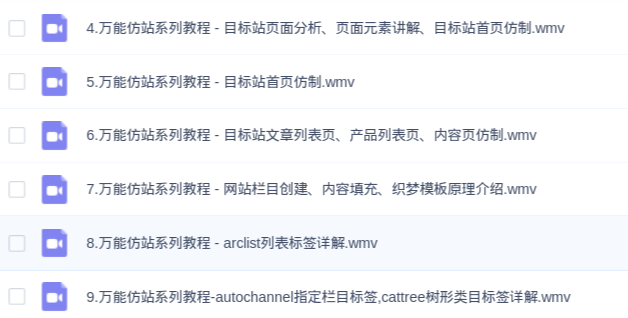 4.万能仿站系列教程 - 目标站页面分析、页面元素讲解、目标站首页仿制.wmv
5.万能仿站系列教程 - 目标站首页仿制.wmv
6.万能仿站系列教程 - 目标站文章列表页、产品列表页、内容页仿制.wmv
7.万能仿站系列教程 - 网站栏目创建、内容填充、织梦模板原理介绍.wmv
8.万能仿站系列教程 - arclist列表标签详解.wmv
9.万能仿站系列教程-autochannel指定栏目标签,cattree树形类目标签详解.wmv